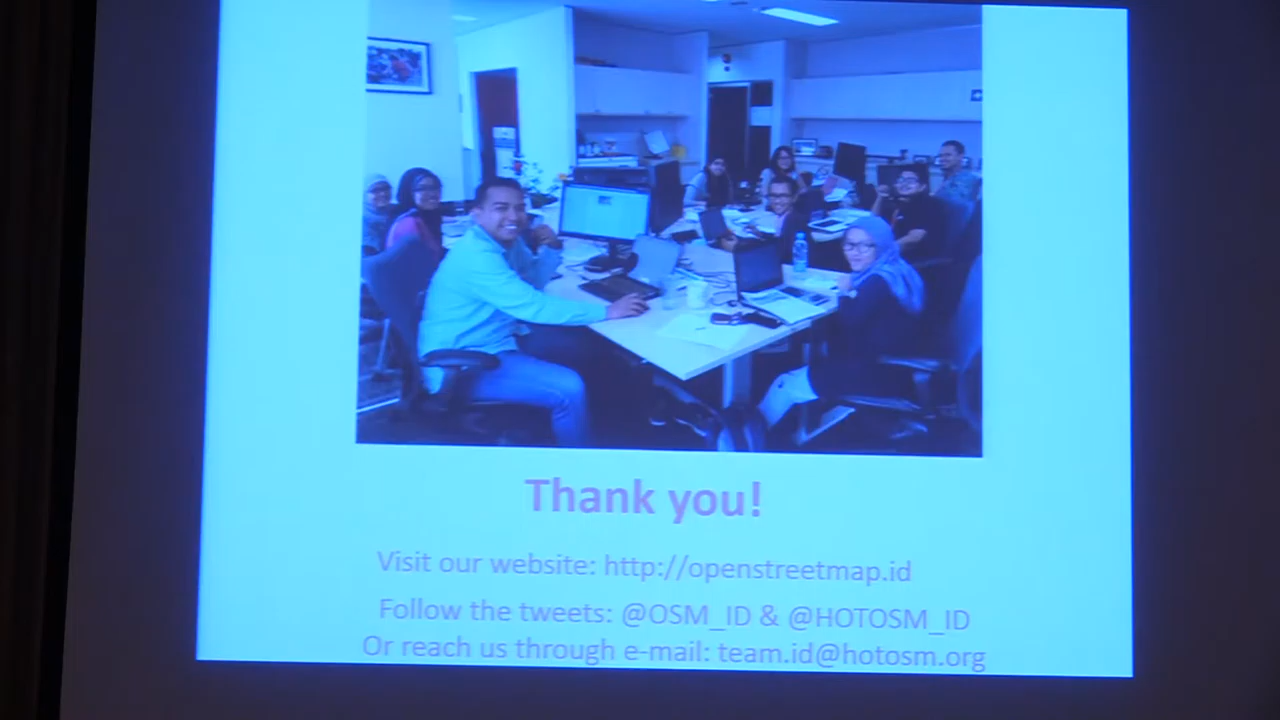 Thank you!
Visit our website: http://openstreetmap.id
Follow the tweets: @OSM_ID & @HOTOSM_ID
Or reach us through e-mail: team.id@hotosm.org